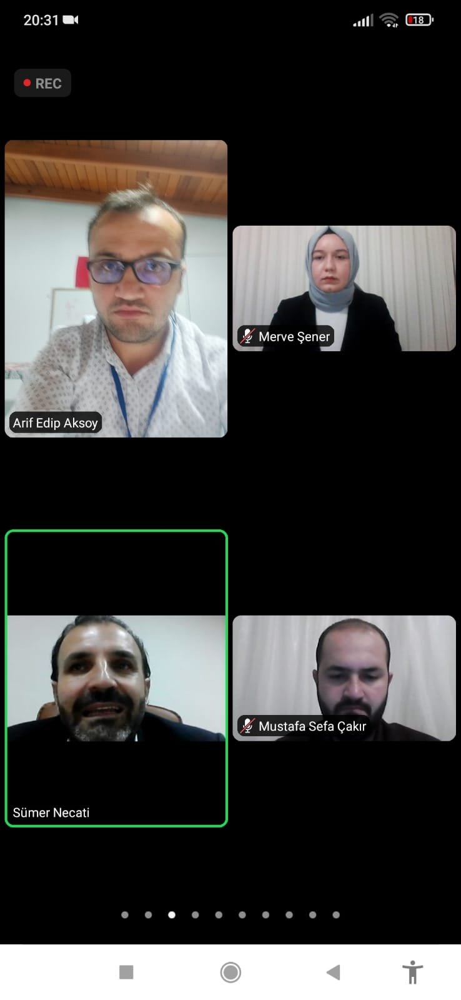 20:31
18
REC
Merve Şener
Arif Edip Aksoy
Mustafa Sefa Çakır
Sümer Necati